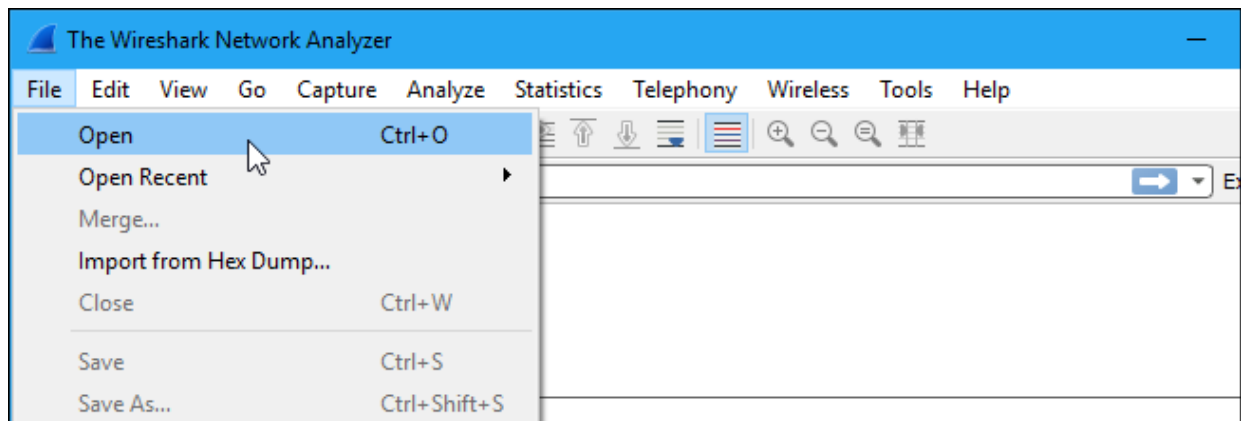 The Wireshark Network Analyzer
File Edit View Go Capture Analyze Statistics Telephony Wireless Tools Help
Open Ctrl+O
Open Recent
Merge...
Import from Hex Dump...
Close Ctrl+W
Save Ctrl+S
Save As... Ctrl+Shift+S